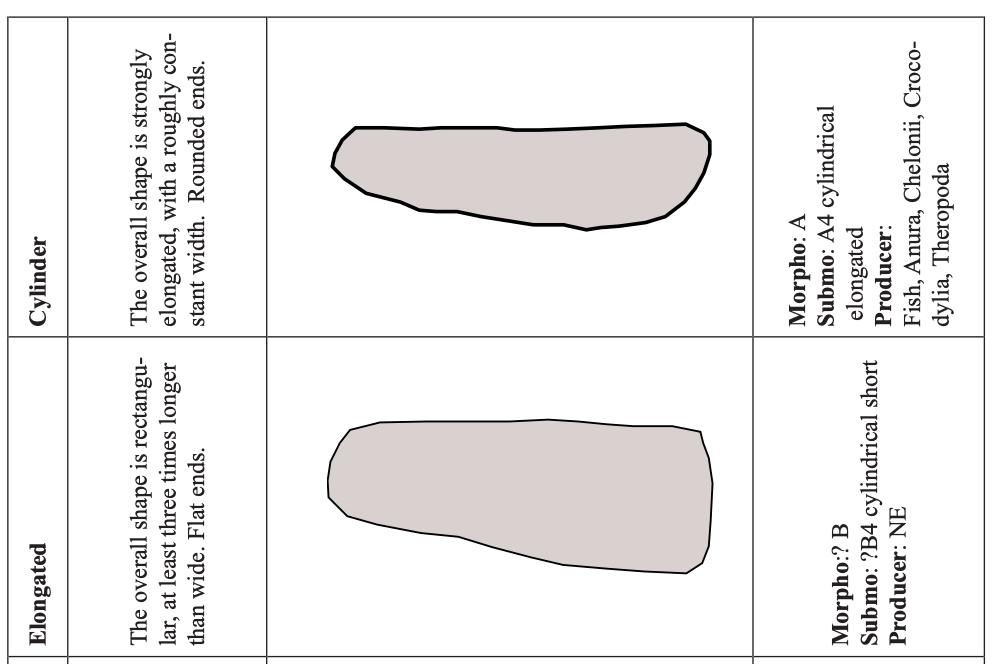 Cylinder
The overall shape is strongly
elongated, with a roughly con-
stant width. Rounded ends.
Morpho: A
Submo: A4 cylindrical
elongated
Producer:
Fish, Anura, Chelonii, Croco-
dylia, Theropoda
Elongated
The overall shape is rectangu-
lar, at least three times longer
than wide. Flat ends.
Morpho:? B
Submo: ?B4 cylindrical short
Producer: NE